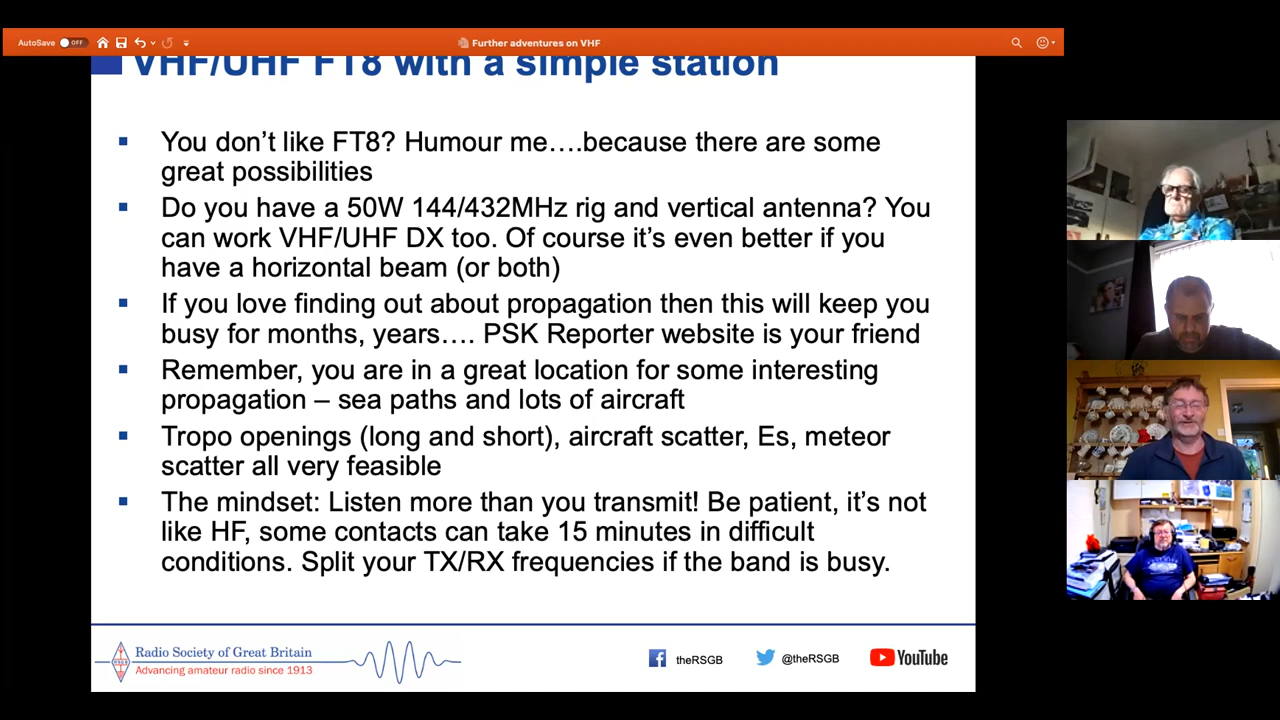 AutoSave OFF
Further adventures on VHF
VHF/UHF FT8 with a simple station
You don’t like FT8? Humour me….because there are some
great possibilities
Do you have a 50W 144/432MHz rig and vertical antenna? You
can work VHF/UHF DX too. Of course it’s even better if you
have a horizontal beam (or both)
If you love finding out about propagation then this will keep you
busy for months, years…. PSK Reporter website is your friend
Remember, you are in a great location for some interesting
propagation – sea paths and lots of aircraft
Tropo openings (long and short), aircraft scatter, Es, meteor
scatter all very feasible
The mindset: Listen more than you transmit! Be patient, it’s not
like HF, some contacts can take 15 minutes in difficult
conditions. Split your TX/RX frequencies if the band is busy.
RSGB
Radio Society of Great Britain
Advancing amateur radio since 1913
theRSGB
@theRSGB
YouTube